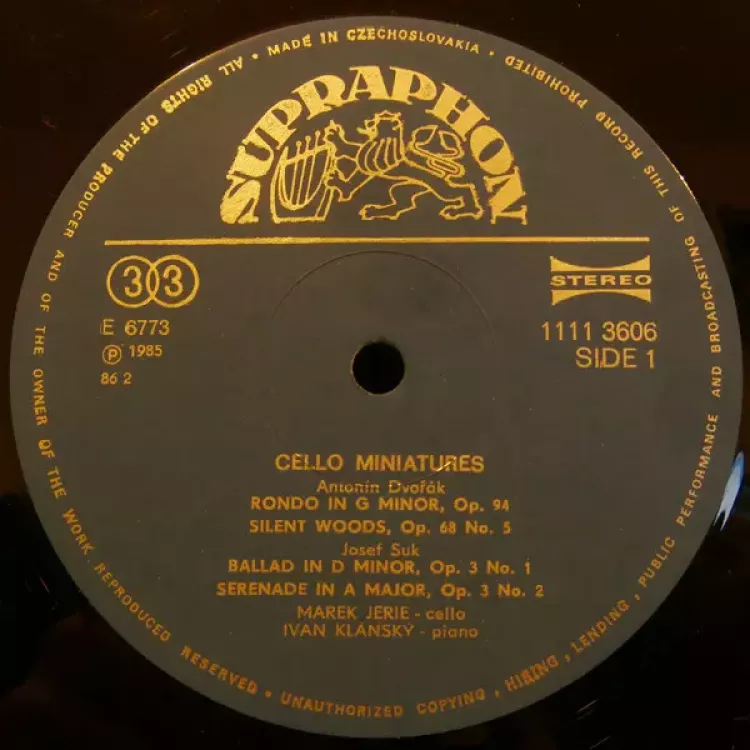 ALL RIGHTS OF THE PRODUCER AND OF THE OWNER OF THE WORK REPRODUCED RESERVED • UNAUTHORIZED COPYING, HIRING, LENDING, PUBLIC PERFORMANCE AND BROADCASTING OF THIS RECORD PROHIBITED • MADE IN CZECHOSLOVAKIA •
SUPRAPHON
33
STEREO
E 6773
1111 3606
℗ 1985
SIDE 1
86 2
CELLO MINIATURES
Antonín Dvořák
RONDO IN G MINOR, Op. 94
SILENT WOODS, Op. 68 No. 5
Josef Suk
BALLAD IN D MINOR, Op. 3 No. 1
SERENADE IN A MAJOR, Op. 3 No. 2
MAREK JERIE - cello
IVAN KLÁNSKÝ - piano